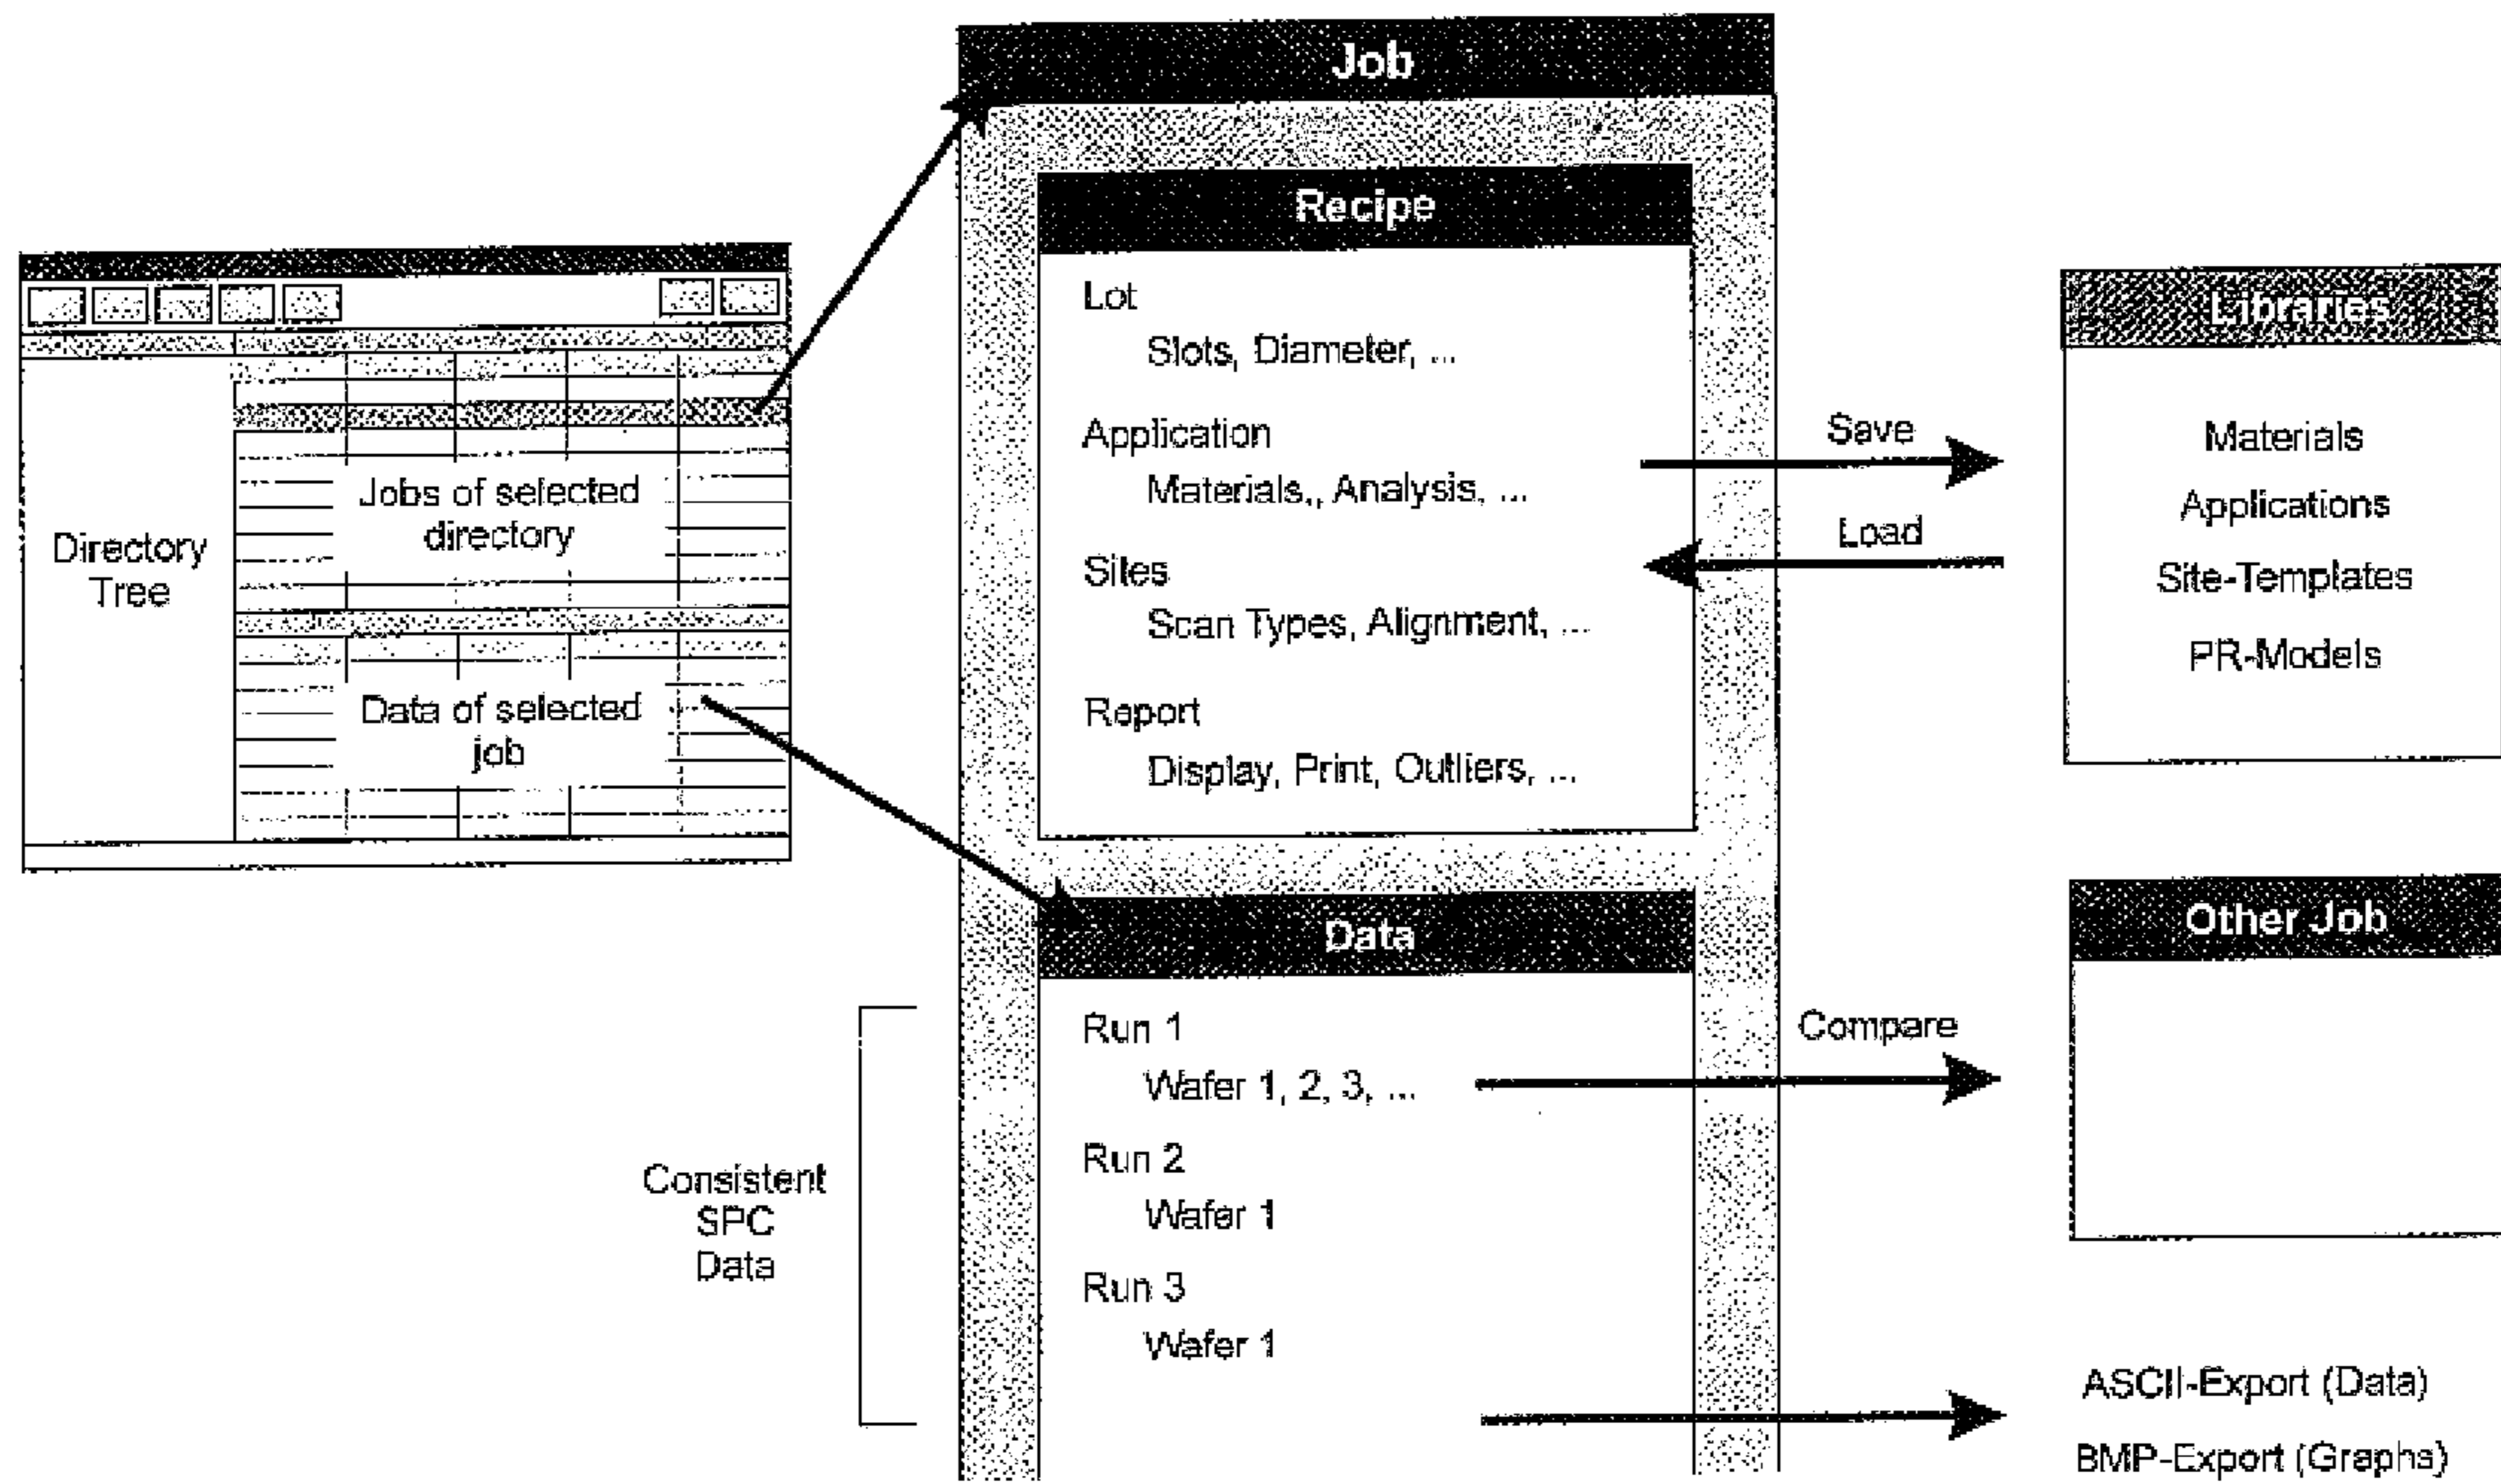 Directory
Tree
Jobs of selected
directory
Data of selected
job
Job
Recipe
Lot
Slots, Diameter, ...
Application
Materials,, Analysis, ...
Sites
Scan Types, Alignment, ...
Report
Display, Print, Outliers, ...
Save
Load
Libraries
Materials
Applications
Site-Templates
PR-Models
Data
Run 1
Wafer 1, 2, 3, ...
Run 2
Wafer 1
Run 3
Wafer 1
Consistent
SPC
Data
Compare
Other Job
ASCII-Export (Data)
BMP-Export (Graphs)